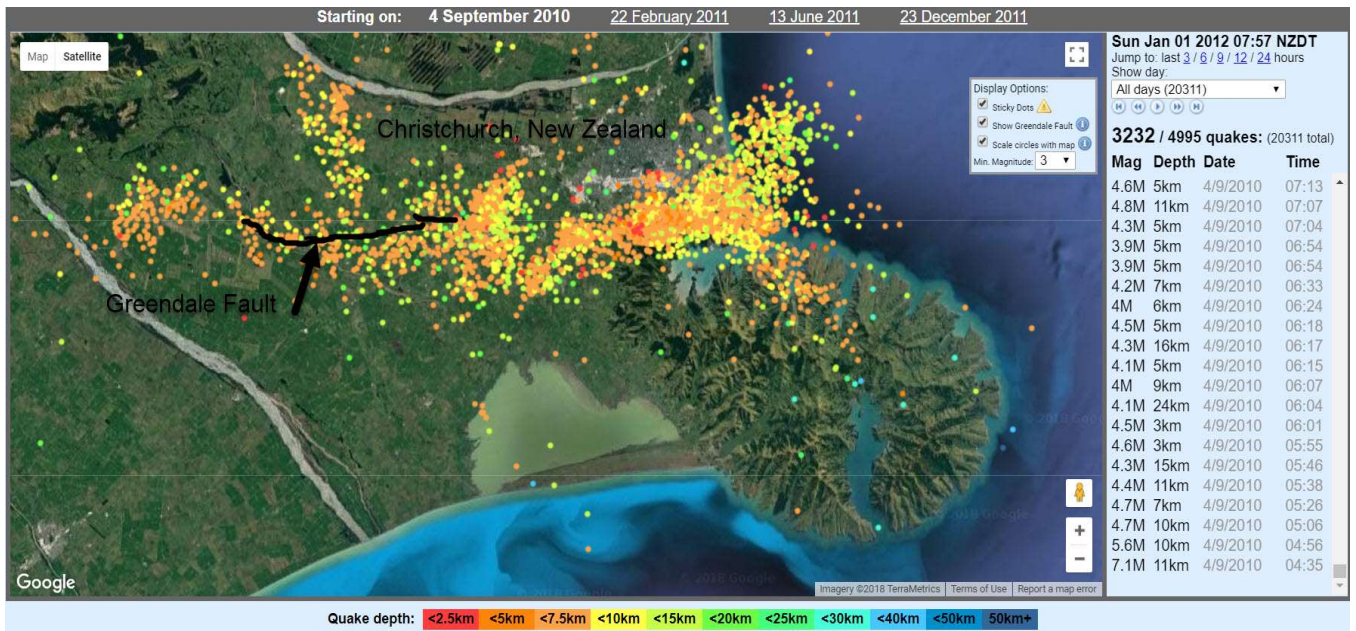 Starting on: 4 September 2010 22 February 2011 13 June 2011 23 December 2011
Map Satellite
Christchurch, New Zealand
Greendale Fault
Display Options:
Sticky Dots
Show Greendale Fault
Scale circles with map
Min. Magnitude: 3
Sun Jan 01 2012 07:57 NZDT
Jump to: last 3 / 6 / 9 / 12 / 24 hours
Show day:
All days (20311)
3232 / 4995 quakes: (20311 total)
Mag Depth Date Time
4.6M 5km 4/9/2010 07:13
4.8M 11km 4/9/2010 07:07
4.3M 5km 4/9/2010 07:04
3.9M 5km 4/9/2010 06:54
3.9M 5km 4/9/2010 06:54
4.2M 7km 4/9/2010 06:33
4M 6km 4/9/2010 06:24
4.5M 5km 4/9/2010 06:18
4.3M 16km 4/9/2010 06:17
4.1M 5km 4/9/2010 06:15
4M 9km 4/9/2010 06:07
4.1M 24km 4/9/2010 06:04
4.5M 3km 4/9/2010 06:01
4.6M 3km 4/9/2010 05:55
4.3M 15km 4/9/2010 05:46
4.4M 11km 4/9/2010 05:38
4.7M 7km 4/9/2010 05:26
4.7M 10km 4/9/2010 05:06
5.6M 10km 4/9/2010 04:56
7.1M 11km 4/9/2010 04:35
© 2018 Google
© 2018 Google
© 2018 Google
Google
Imagery ©2018 TerraMetrics Terms of Use Report a map error
Quake depth: <2.5km <5km <7.5km <10km <15km <20km <25km <30km <40km <50km 50km+